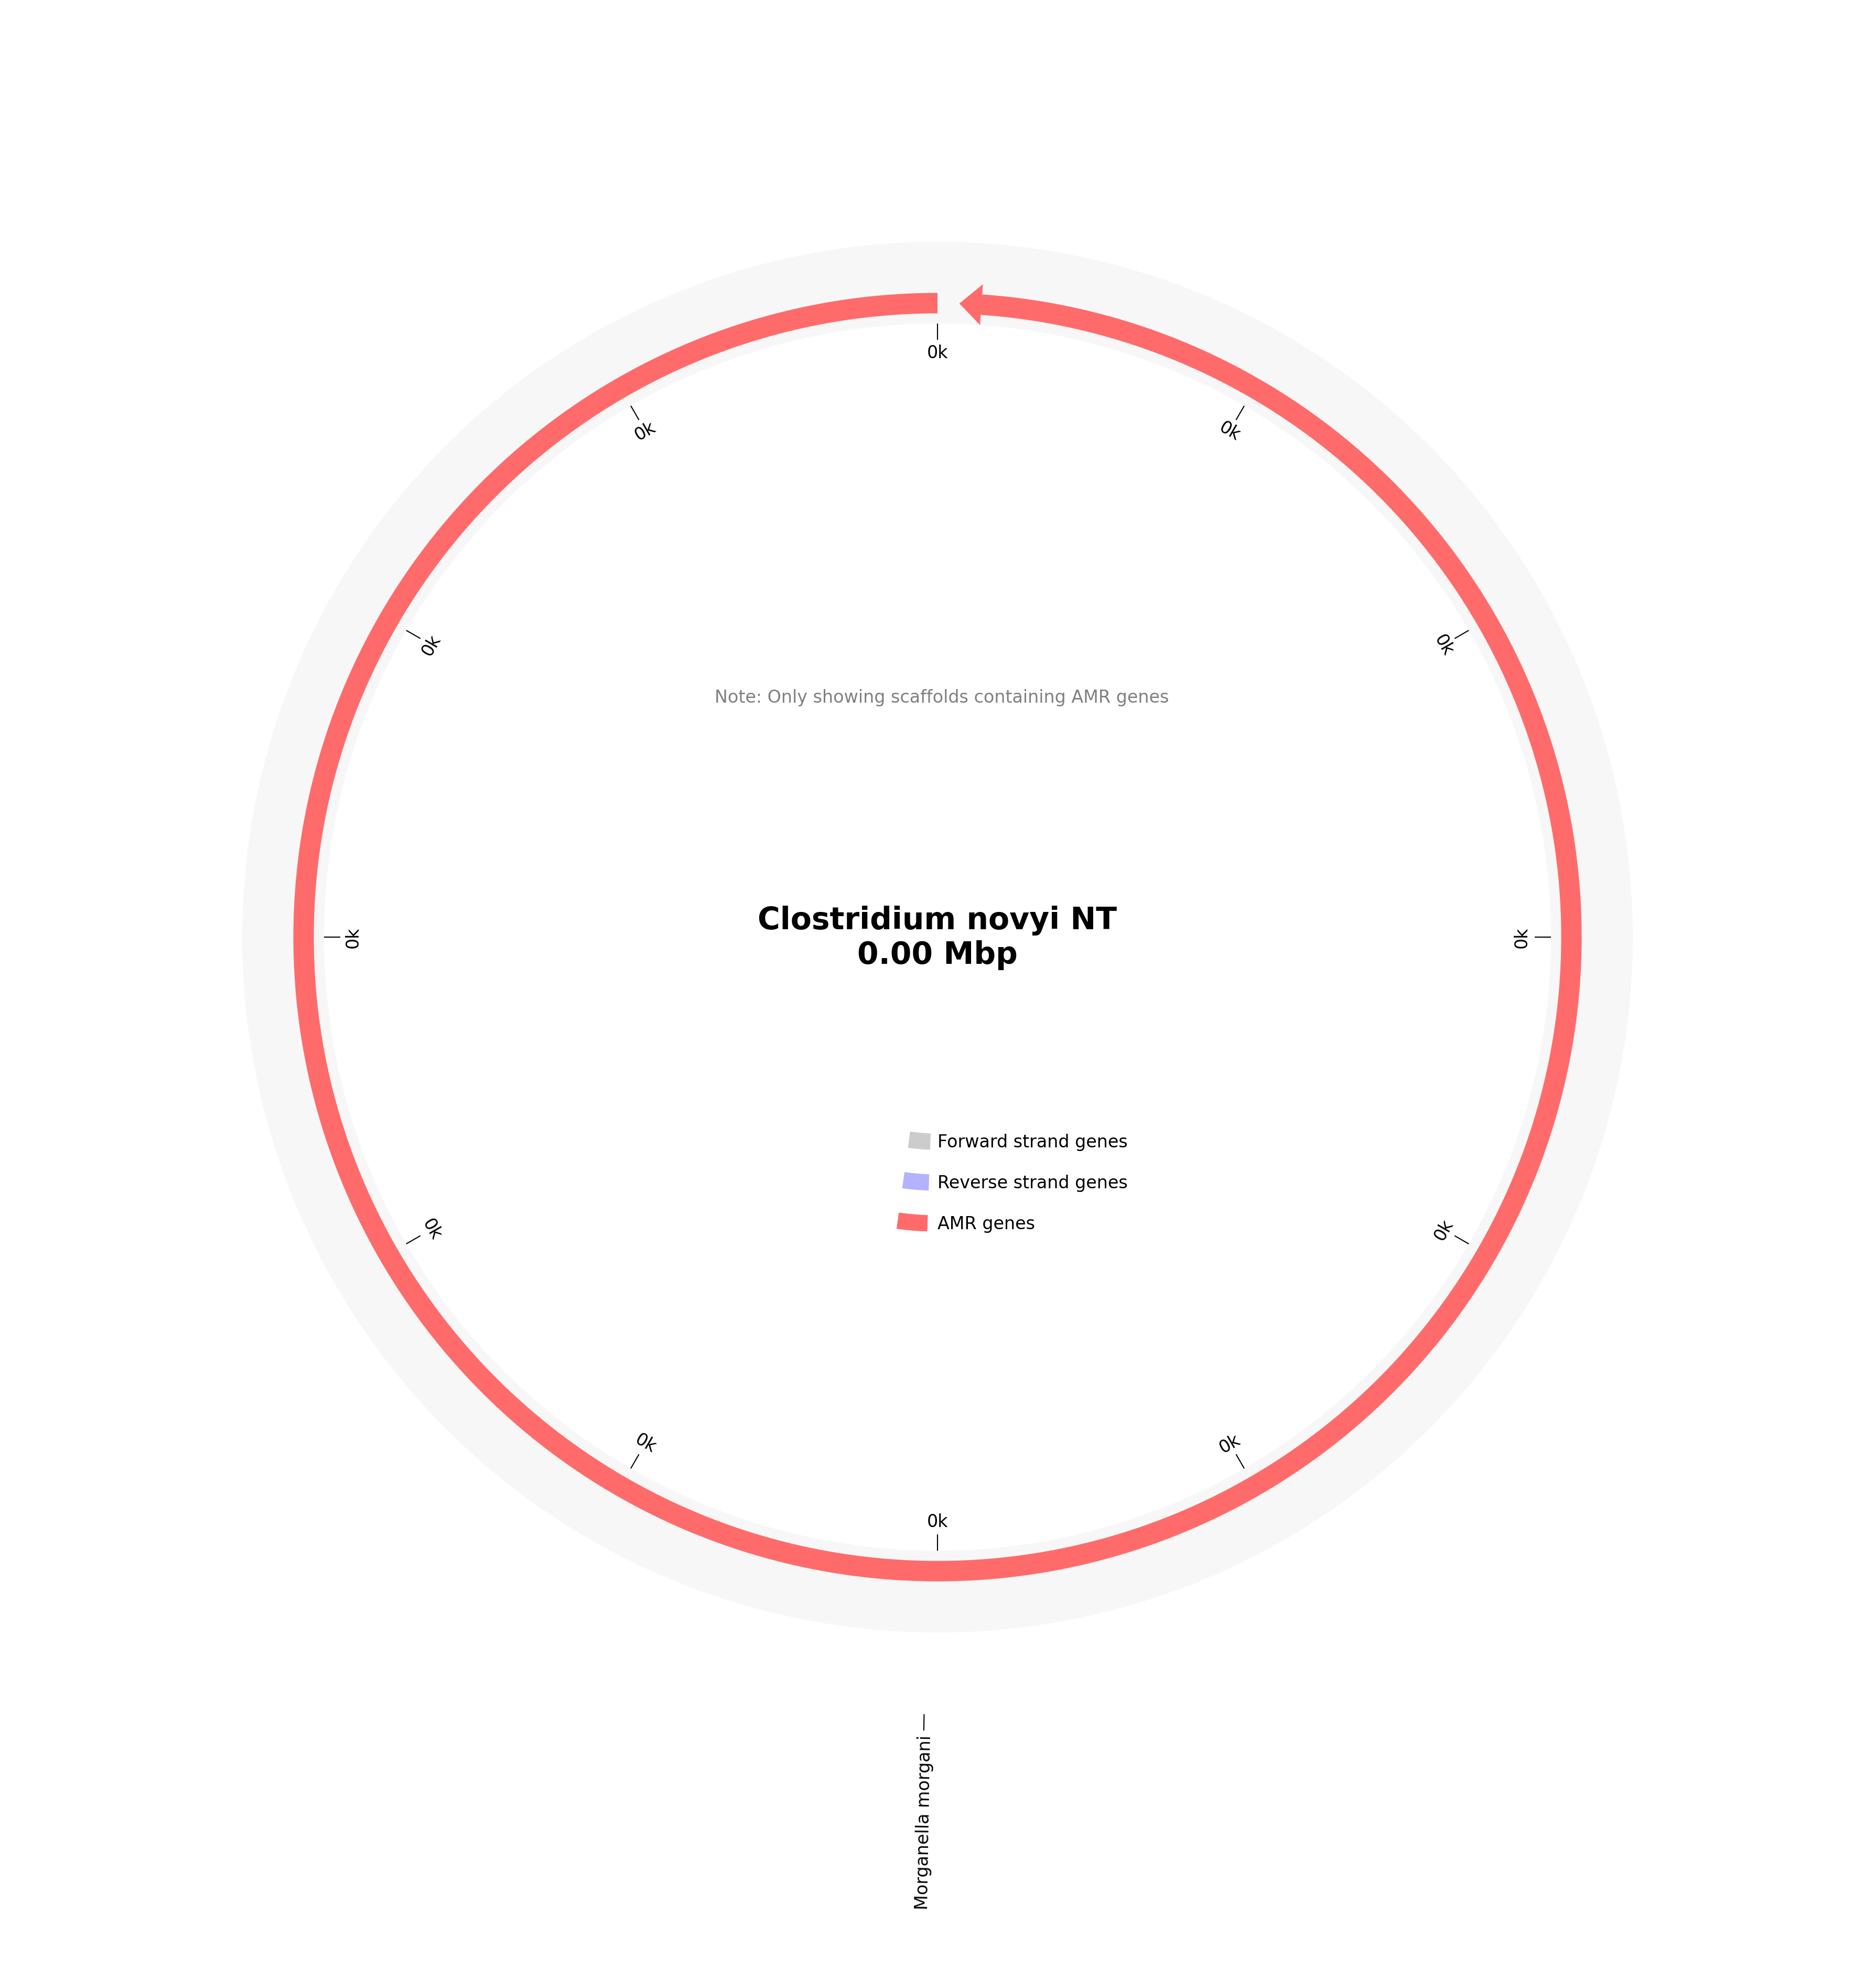 0k
0k
0k
0k
0k
0k
Note: Only showing scaffolds containing AMR genes
Clostridium novyi NT
0.00 Mbp
0k
0k
Forward strand genes
Reverse strand genes
AMR genes
0k
0k
0k
0k
Morganella morgani